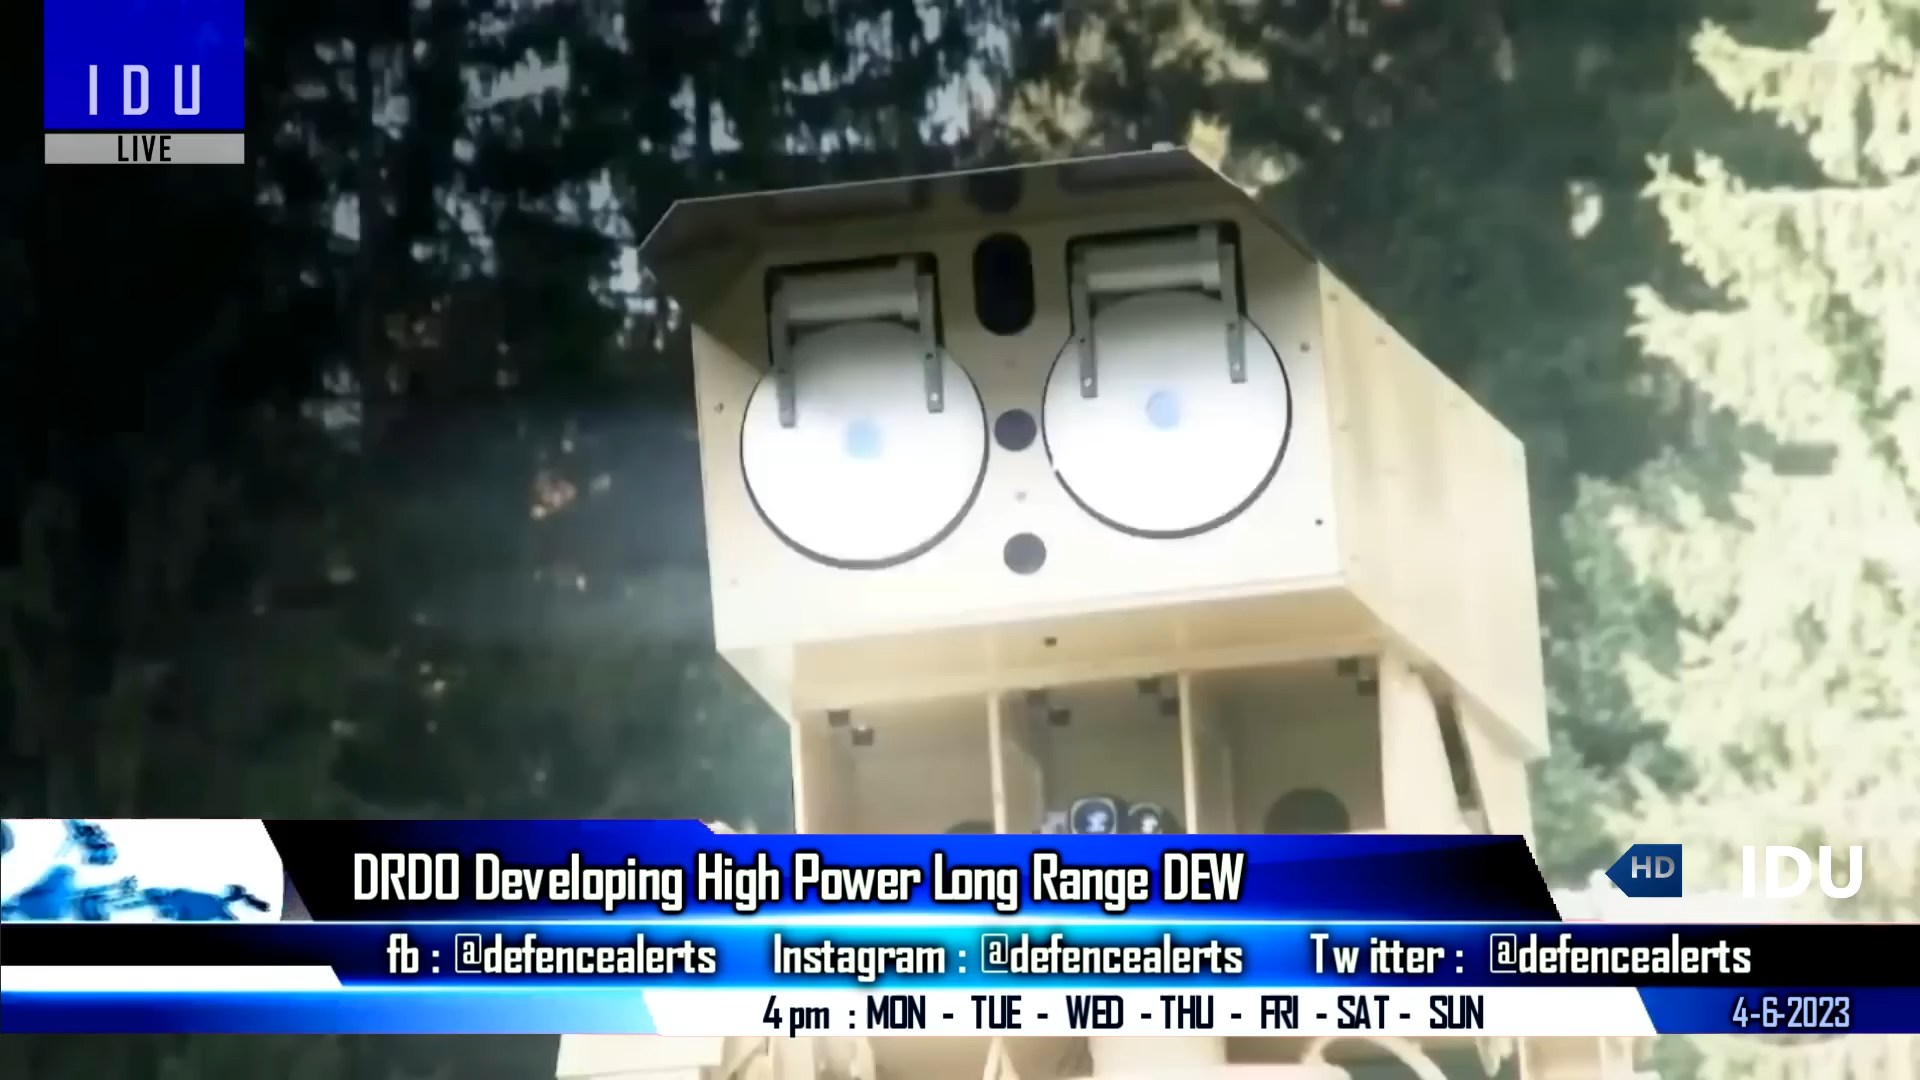 IDU
LIVE
DRDO Developing High Power Long Range DEW
HD IDU
fb : @defencealerts Instagram : @defencealerts Twitter : @defencealerts
4 pm : MON - TUE - WED - THU - FRI - SAT - SUN
4-6-2023